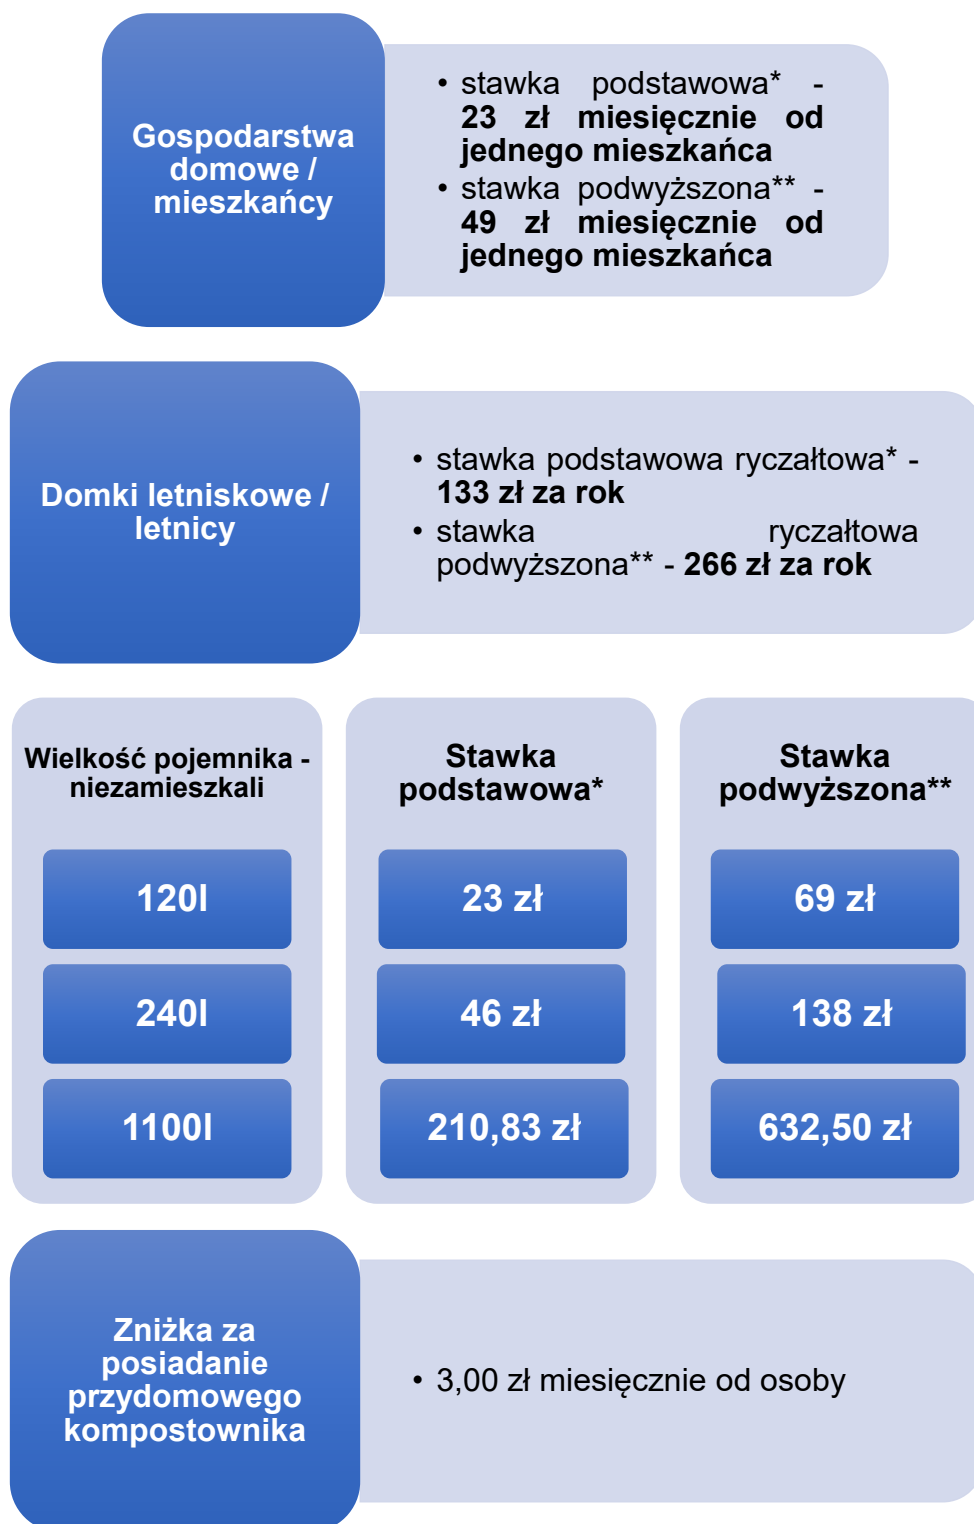 Gospodarstwa
domowe /
mieszkańcy
• stawka podstawowa* -
23 zł miesięcznie od
jednego mieszkańca
• stawka podwyższona** -
49 zł miesięcznie od
jednego mieszkańca
Domki letniskowe /
letnicy
• stawka podstawowa ryczałtowa* -
133 zł za rok
• stawka ryczałtowa
podwyższona** - 266 zł za rok
Wielkość pojemnika -
niezamieszkali
120l
240l
1100l
Stawka
podstawowa*
23 zł
46 zł
210,83 zł
Stawka
podwyższona**
69 zł
138 zł
632,50 zł
Zniżka za
posiadanie
przydomowego
kompostownika
• 3,00 zł miesięcznie od osoby